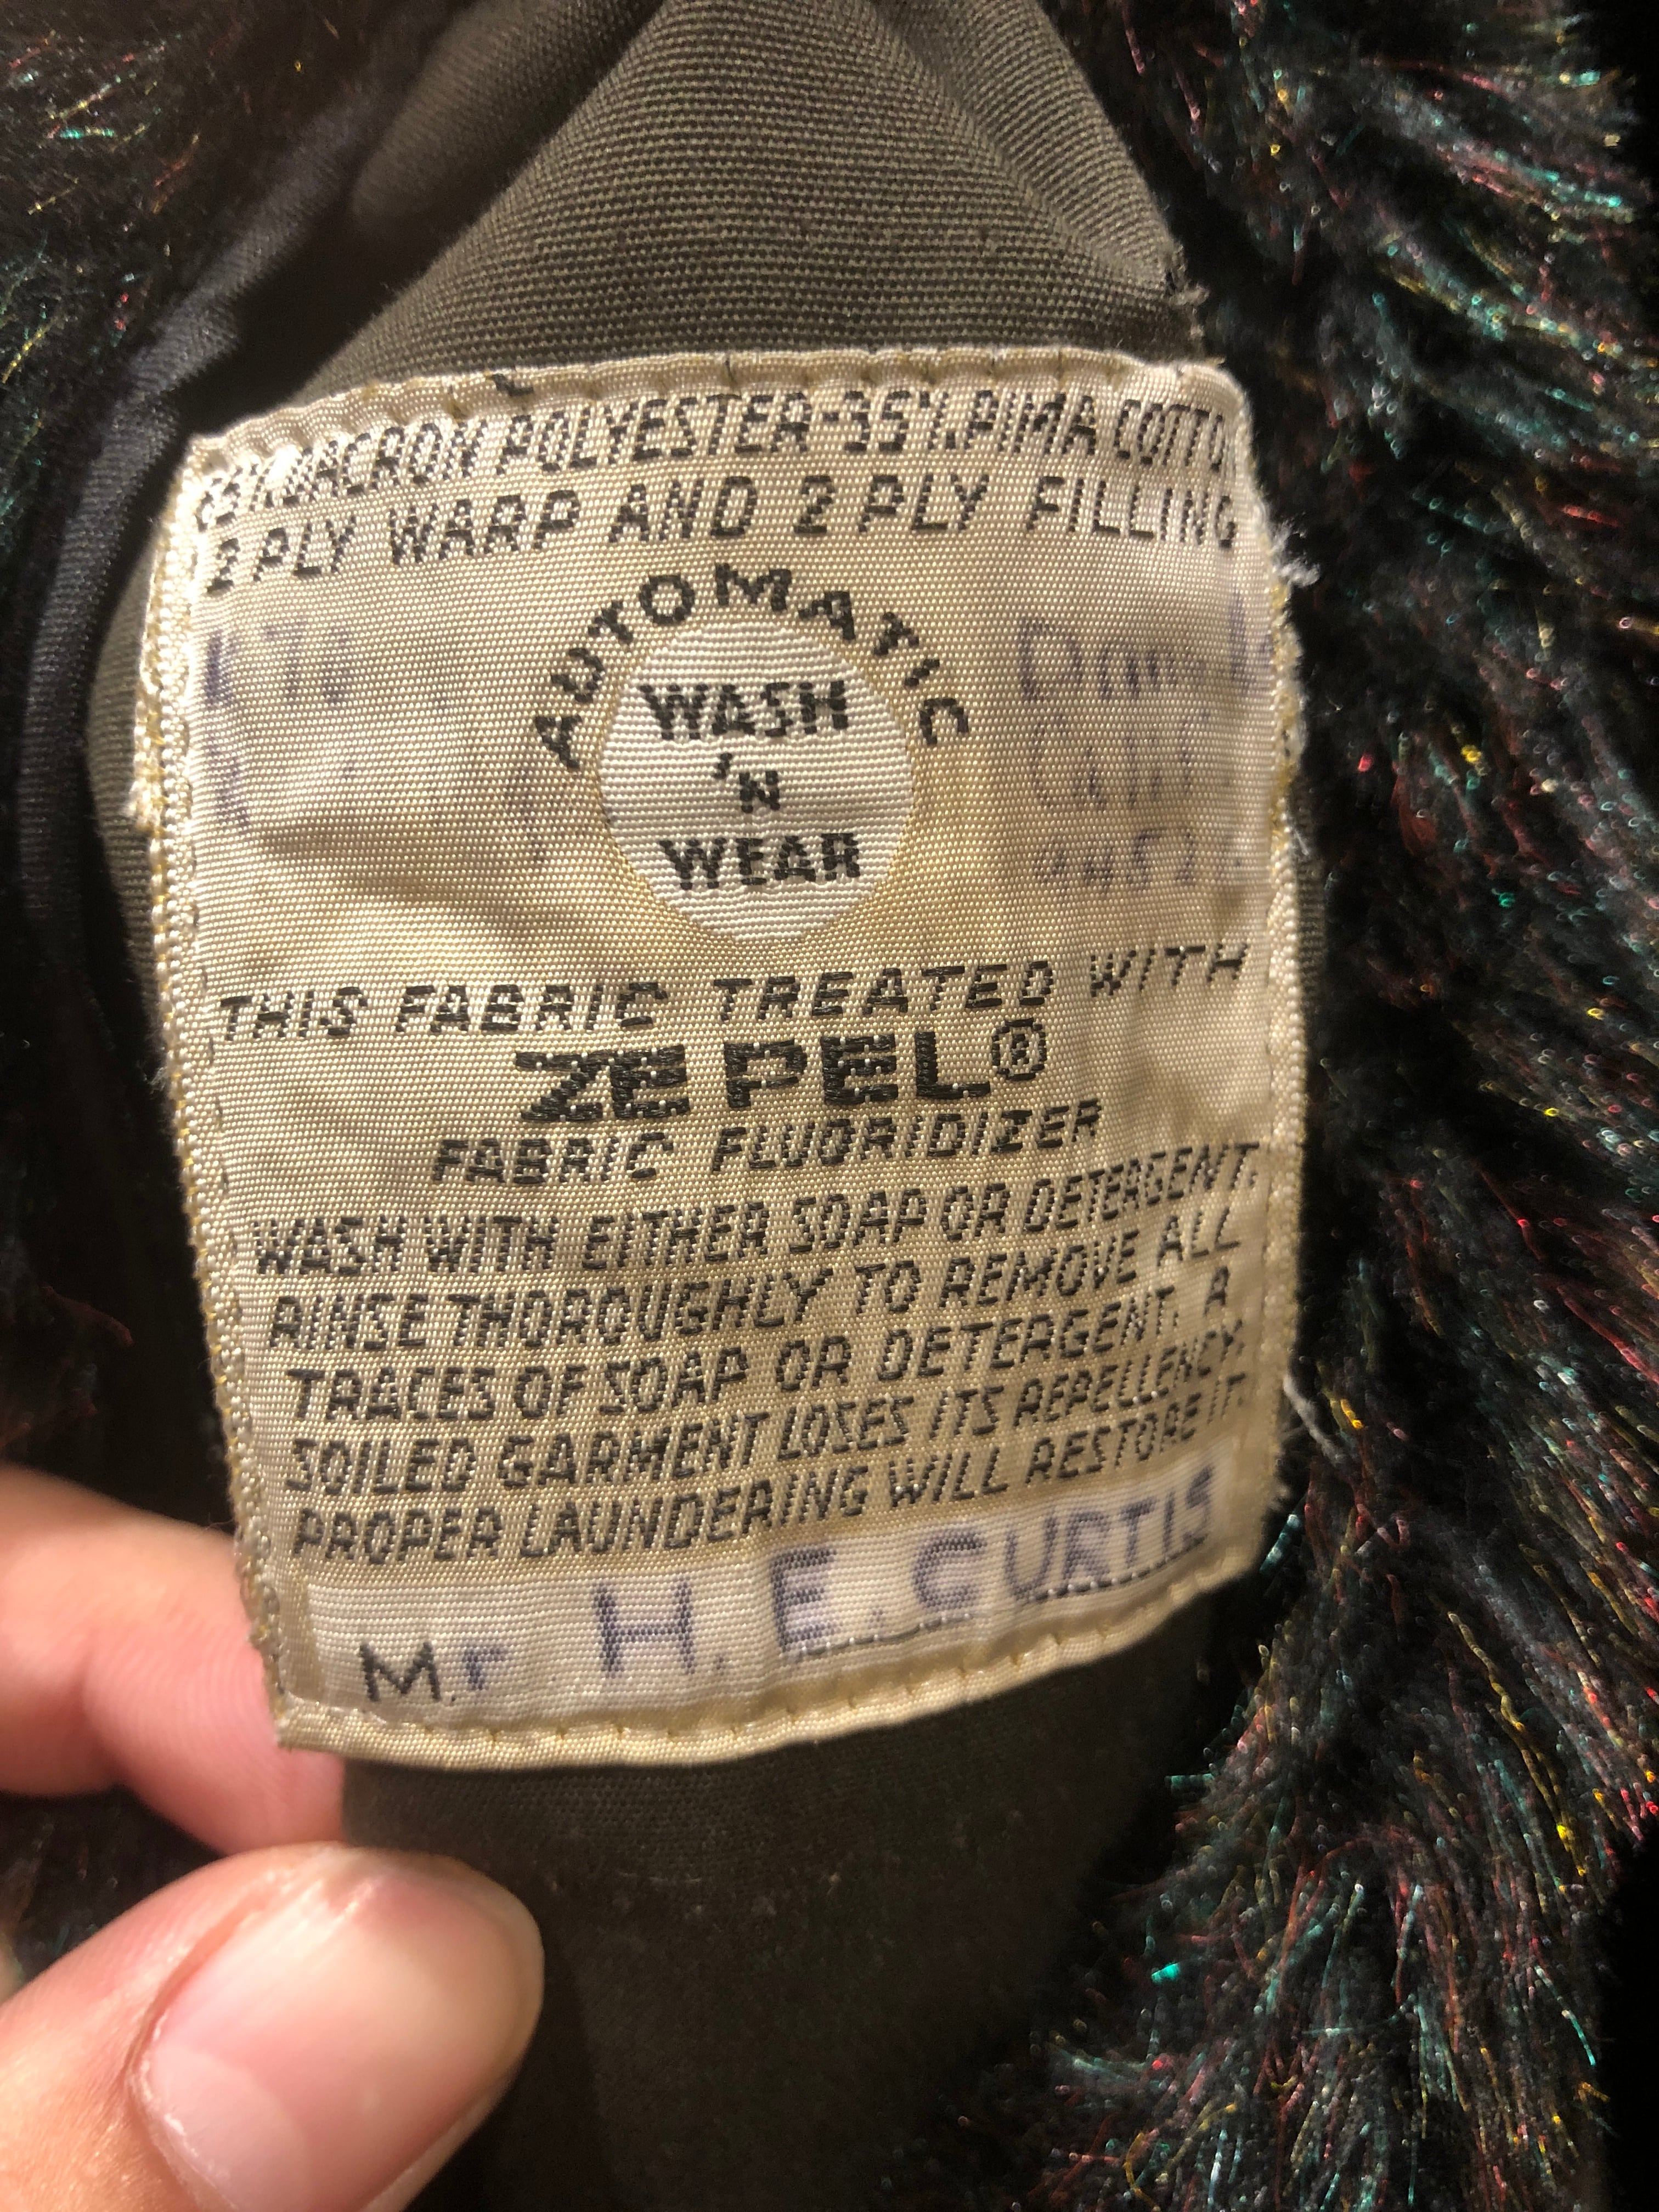 65% DACRON POLYESTER-35% PIMA COTTON
2 PLY WARP AND 2 PLY FILLING
AUTOMATIC
WASH
'N
WEAR
THIS FABRIC TREATED WITH
ZE PEL®
FABRIC FLUORIDIZER
WASH WITH EITHER SOAP OR DETERGENT.
RINSE THOROUGHLY TO REMOVE ALL
TRACES OF SOAP OR DETERGENT. A
SOILED GARMENT LOSES ITS REPELLENCY.
PROPER LAUNDERING WILL RESTORE IT.
Mr H. E. CURTIS